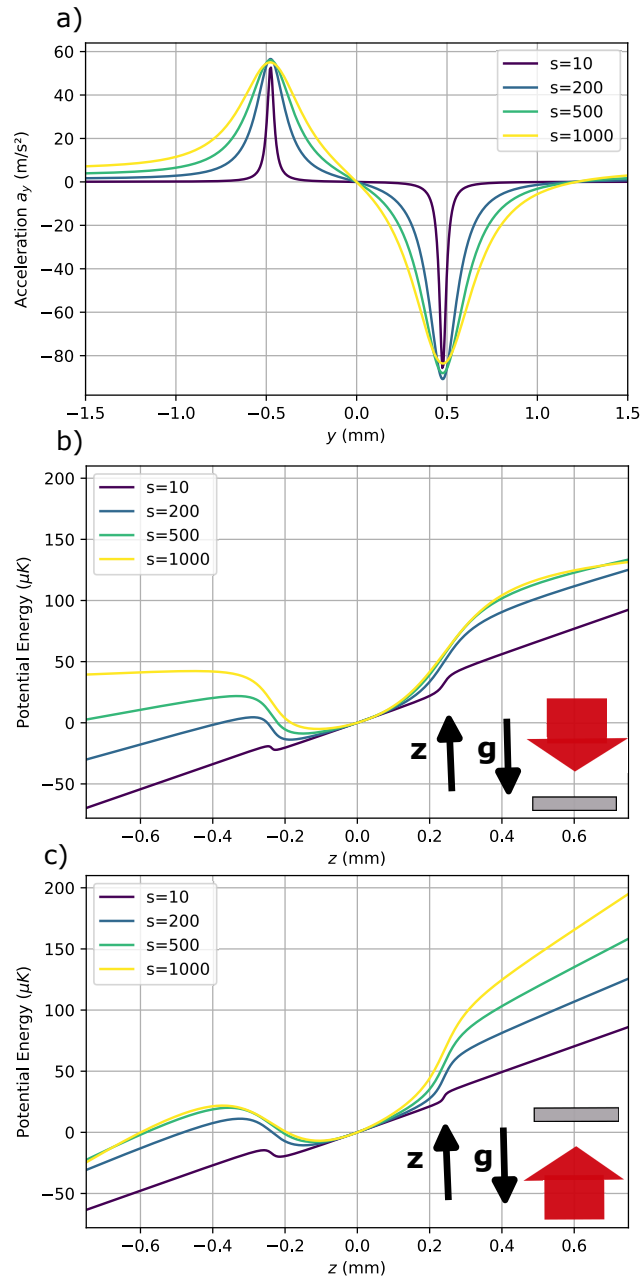 a)
60
40
20
0
−20
−40
−60
−80
Acceleration a_y (m/s²)
s=10
s=200
s=500
s=1000
−1.5 −1.0 −0.5 0.0 0.5 1.0 1.5
y (mm)
b)
200
150
100
50
0
−50
Potential Energy (μK)
s=10
s=200
s=500
s=1000
z g
−0.6 −0.4 −0.2 0.0 0.2 0.4 0.6
z (mm)
c)
200
150
100
50
0
−50
Potential Energy (μK)
s=10
s=200
s=500
s=1000
z g
−0.6 −0.4 −0.2 0.0 0.2 0.4 0.6
z (mm)